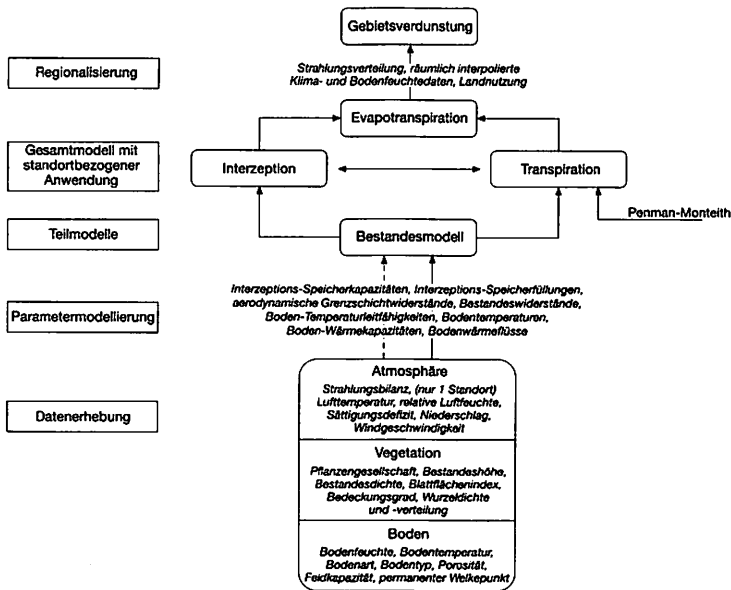 Gebietsverdunstung
Regionalisierung
Strahlungsverteilung, räumlich interpolierte
Klima- und Bodenfeuchtedaten, Landnutzung
Evapotranspiration
Gesamtmodell mit
standortbezogener
Anwendung
Interzeption
Transpiration
Penman-Monteith
Teilmodelle
Bestandesmodell
Interzeptions-Speicherkapazitäten, Interzeptions-Speicherfüllungen,
aerodynamische Grenzschichtwiderstände, Bestandeswiderstände,
Boden-Temperaturleitfähigkeiten, Bodentemperaturen,
Boden-Wärmekapazitäten, Bodenwärmeflüsse
Parametermodellierung
Datenerhebung
Atmosphäre
Strahlungsbilanz, (nur 1 Standort)
Lufttemperatur, relative Luftfeuchte,
Sättigungsdefizit, Niederschlag,
Windgeschwindigkeit
Vegetation
Pflanzengesellschaft, Bestandeshöhe,
Bestandesdichte, Blattflächenindex,
Bedeckungsgrad, Wurzeldichte
und -verteilung
Boden
Bodenfeuchte, Bodentemperatur,
Bodenart, Bodentyp, Porosität,
Feldkapazität, permanenter Welkepunkt